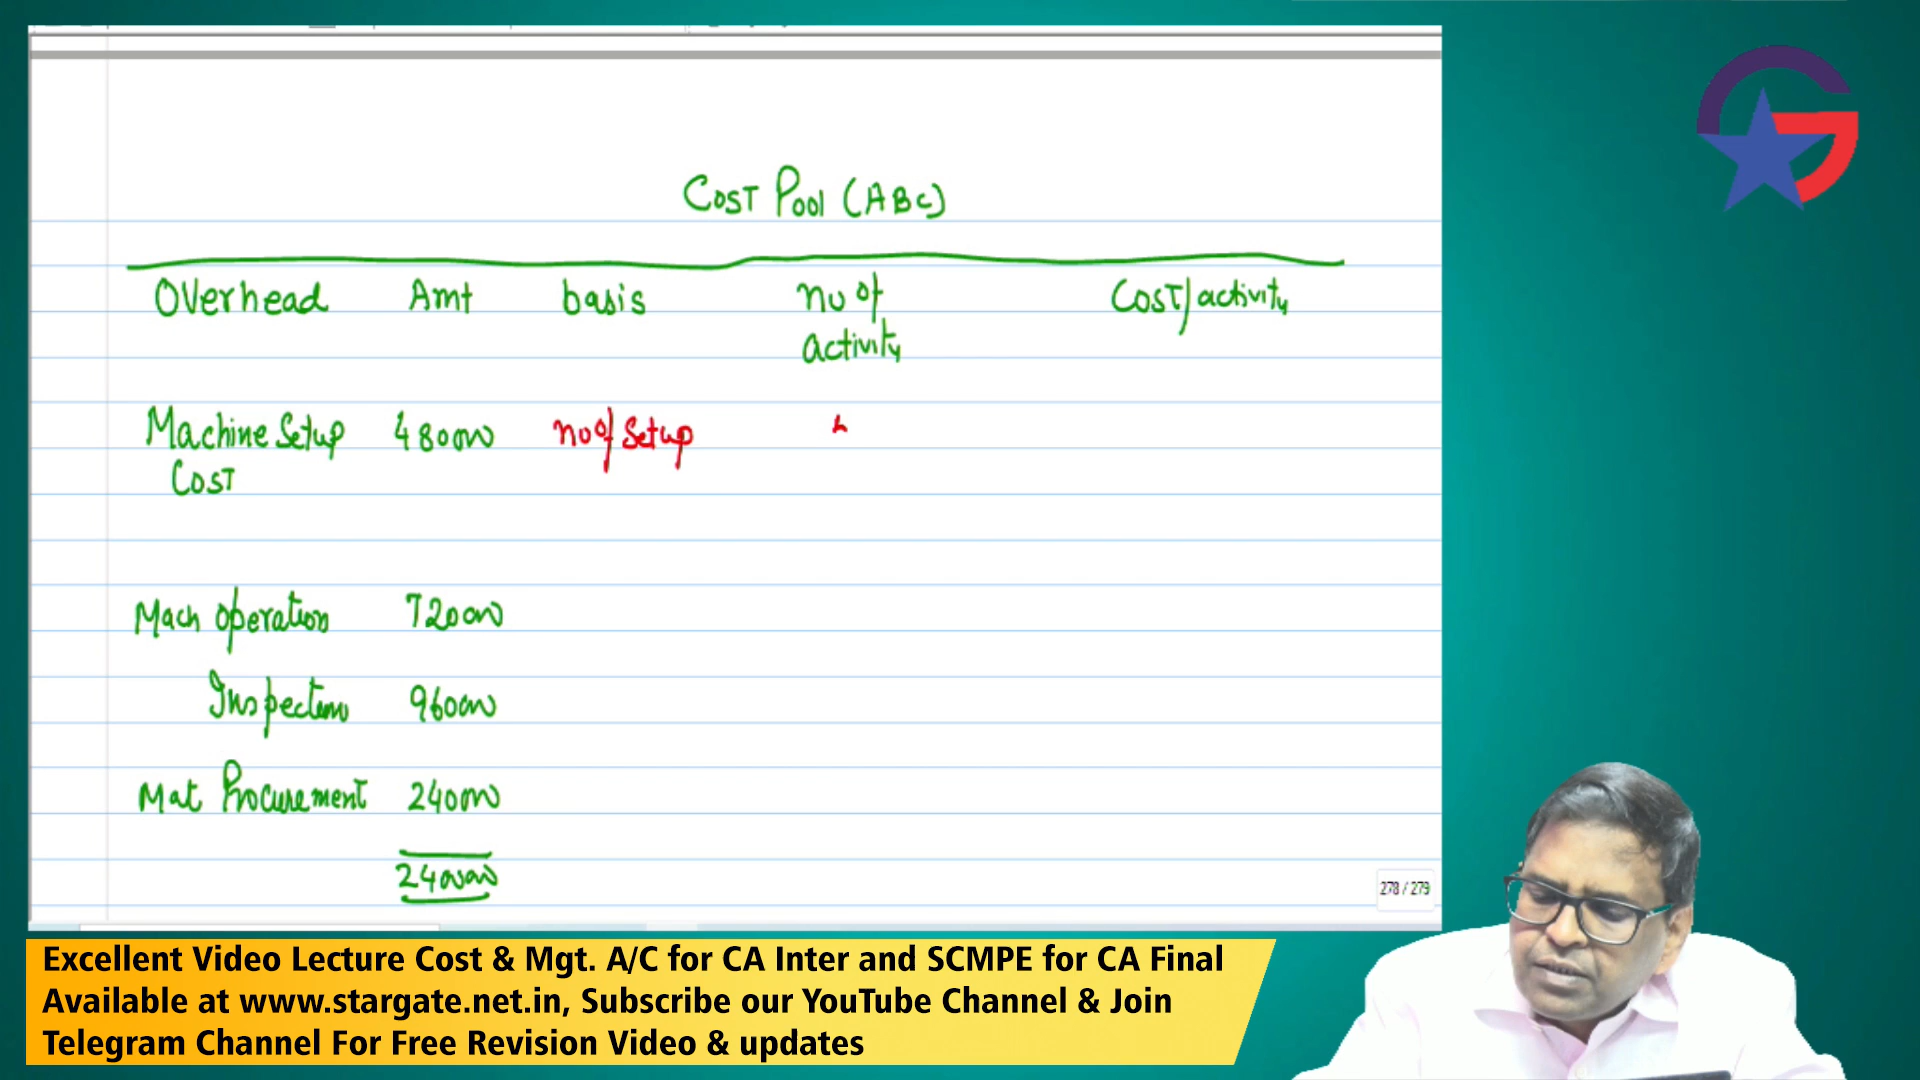 COST Pool (ABC)
Overhead Amt basis no of activity Cost/activity
Machine Setup Cost 480000 no of Setup
Mach operation 720000
Inspection 960000
Mat Procurement 240000
2400000
278 / 279
Excellent Video Lecture Cost & Mgt. A/C for CA Inter and SCMPE for CA Final
Available at www.stargate.net.in, Subscribe our YouTube Channel & Join
Telegram Channel For Free Revision Video & updates